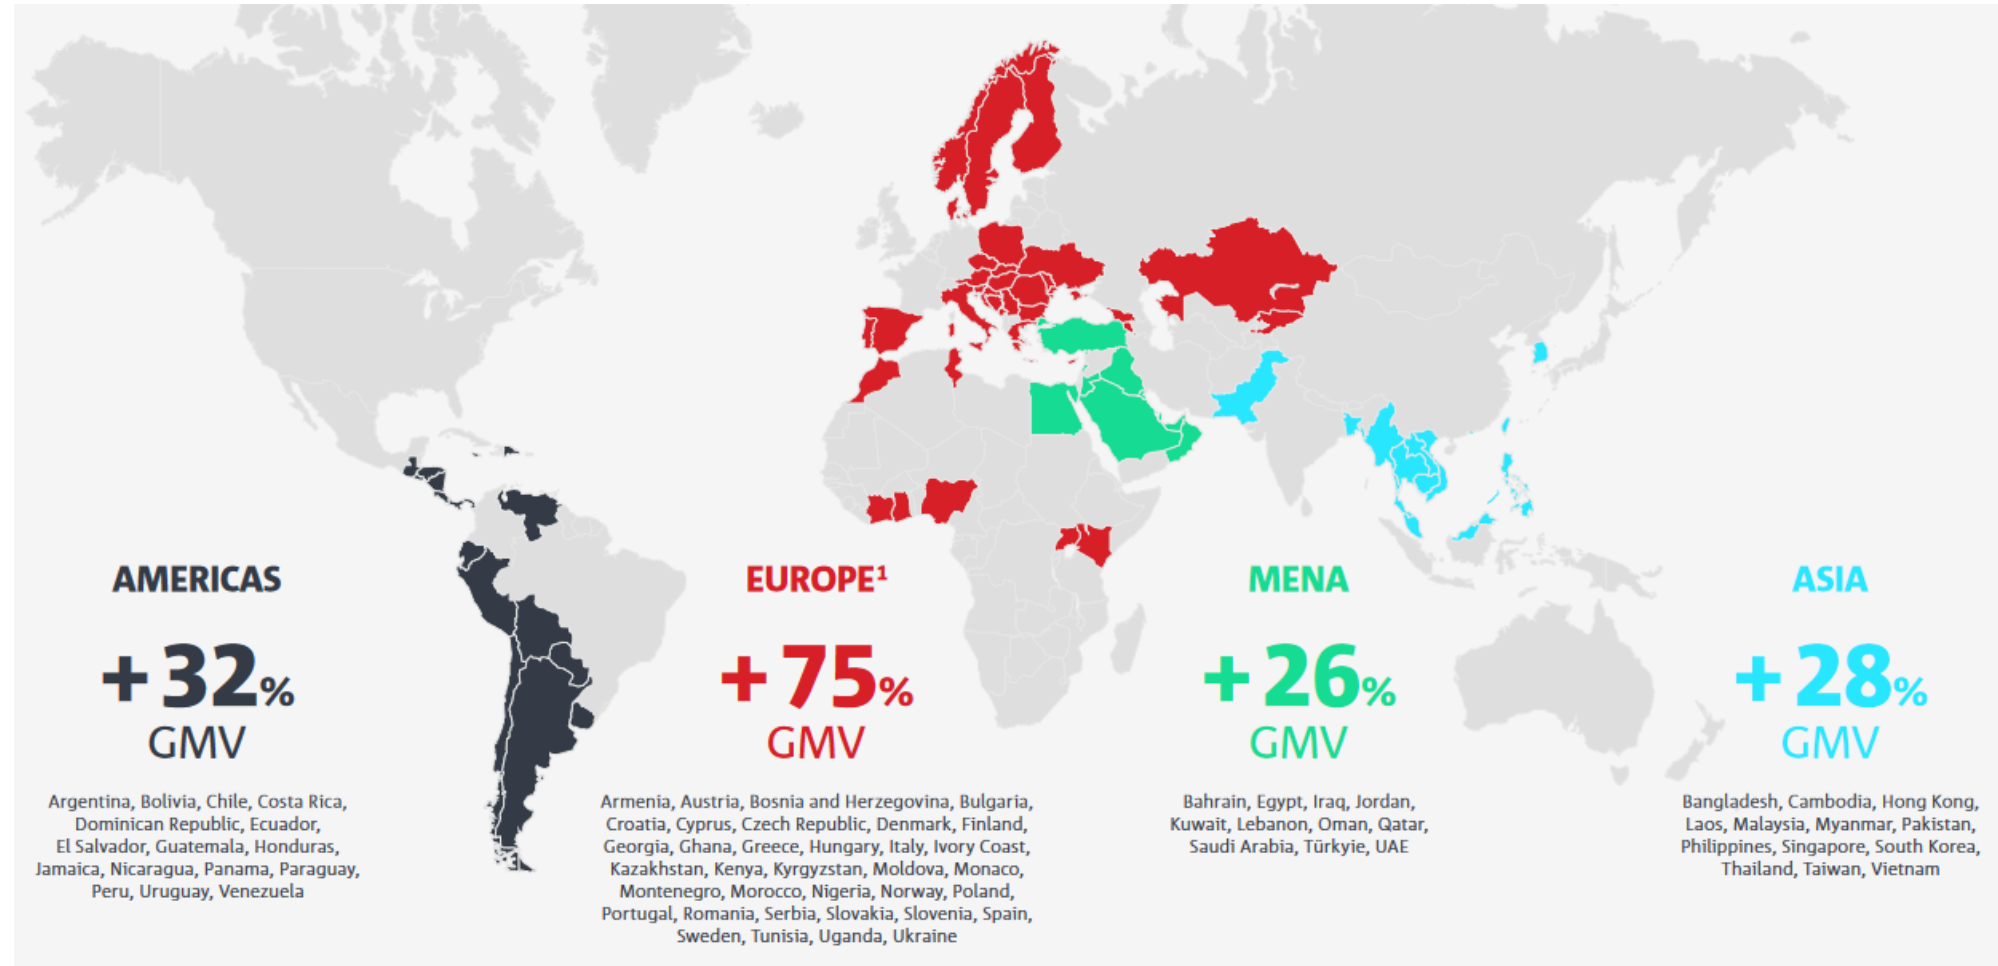 AMERICAS
+32%
GMV
Argentina, Bolivia, Chile, Costa Rica,
Dominican Republic, Ecuador,
El Salvador, Guatemala, Honduras,
Jamaica, Nicaragua, Panama, Paraguay,
Peru, Uruguay, Venezuela
EUROPE¹
+75%
GMV
Armenia, Austria, Bosnia and Herzegovina, Bulgaria,
Croatia, Cyprus, Czech Republic, Denmark, Finland,
Georgia, Ghana, Greece, Hungary, Italy, Ivory Coast,
Kazakhstan, Kenya, Kyrgyzstan, Moldova, Monaco,
Montenegro, Morocco, Nigeria, Norway, Poland,
Portugal, Romania, Serbia, Slovakia, Slovenia, Spain,
Sweden, Tunisia, Uganda, Ukraine
MENA
+26%
GMV
Bahrain, Egypt, Iraq, Jordan,
Kuwait, Lebanon, Oman, Qatar,
Saudi Arabia, Türkyie, UAE
ASIA
+28%
GMV
Bangladesh, Cambodia, Hong Kong,
Laos, Malaysia, Myanmar, Pakistan,
Philippines, Singapore, South Korea,
Thailand, Taiwan, Vietnam